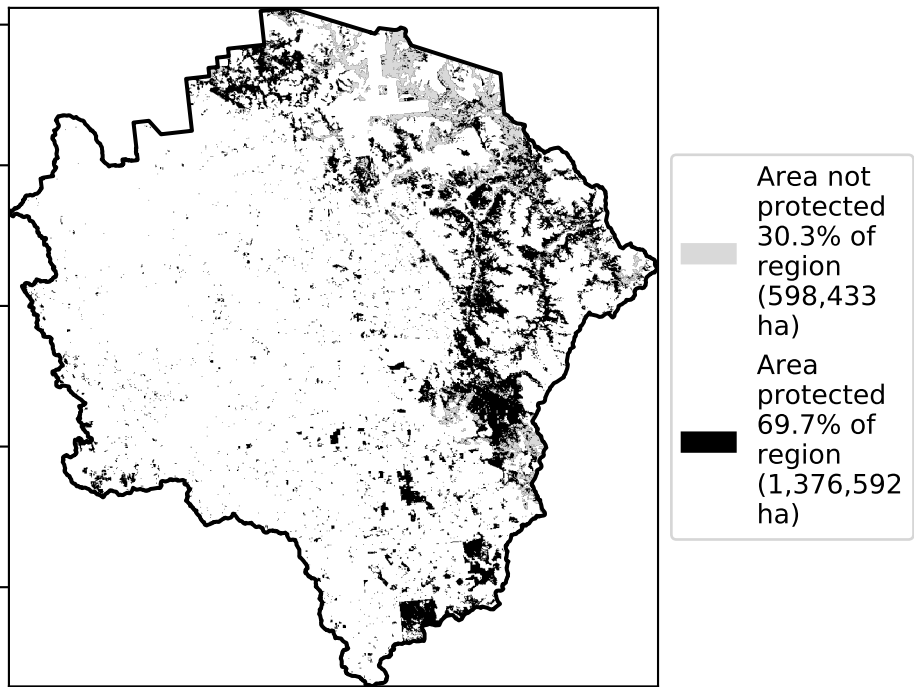 Area not
protected
30.3% of
region
(598,433
ha)
Area
protected
69.7% of
region
(1,376,592
ha)